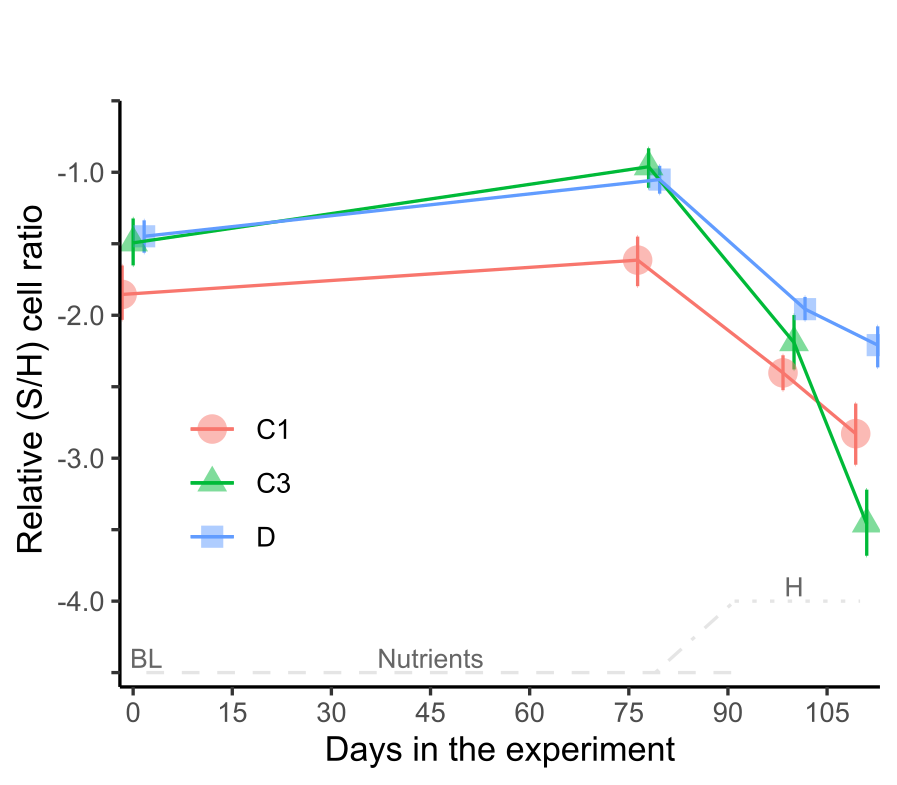 Relative (S/H) cell ratio
-1.0
-2.0
-3.0
-4.0
C1
C3
D
H
BL
Nutrients
0 15 30 45 60 75 90 105
Days in the experiment